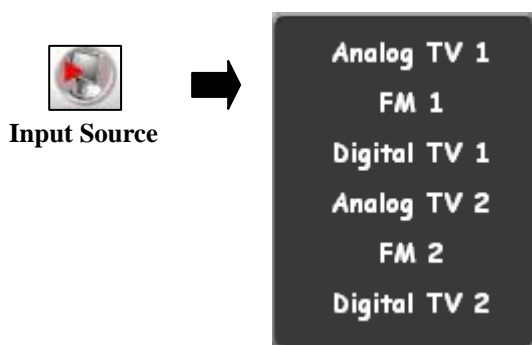 Input Source
Analog TV 1
FM 1
Digital TV 1
Analog TV 2
FM 2
Digital TV 2